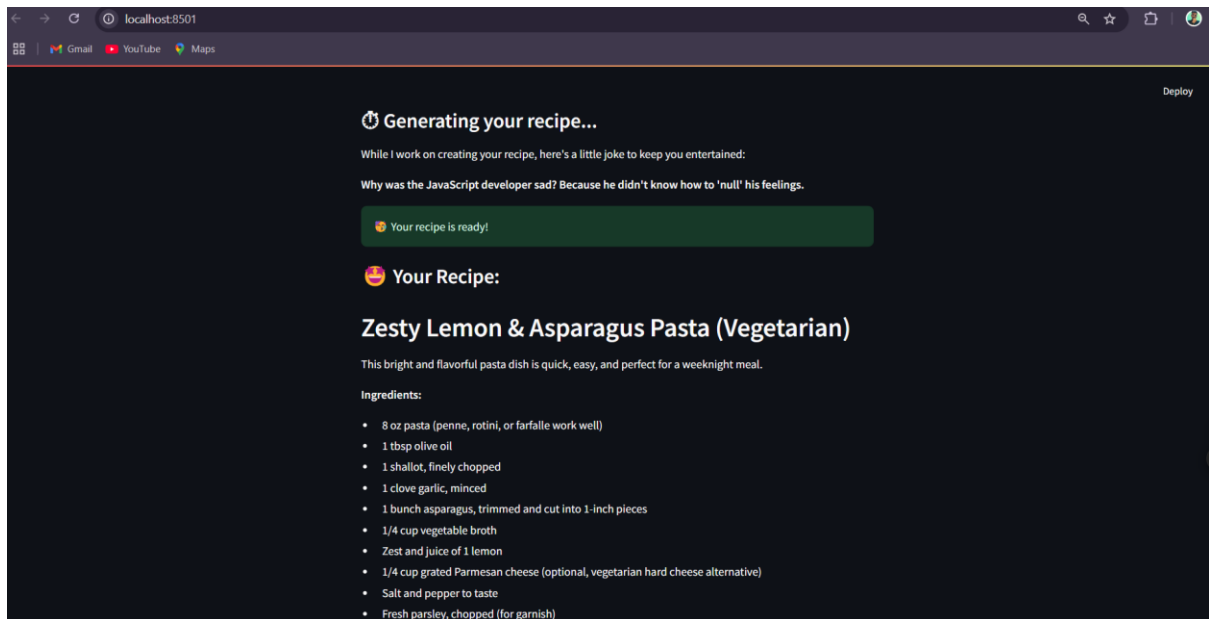 localhost:8501
Gmail YouTube Maps
Deploy
Generating your recipe...
While I work on creating your recipe, here's a little joke to keep you entertained:
Why was the JavaScript developer sad? Because he didn't know how to 'null' his feelings.
Your recipe is ready!
Your Recipe:
Zesty Lemon & Asparagus Pasta (Vegetarian)
This bright and flavorful pasta dish is quick, easy, and perfect for a weeknight meal.
Ingredients:
• 8 oz pasta (penne, rotini, or farfalle work well)
• 1 tbsp olive oil
• 1 shallot, finely chopped
• 1 clove garlic, minced
• 1 bunch asparagus, trimmed and cut into 1-inch pieces
• 1/4 cup vegetable broth
• Zest and juice of 1 lemon
• 1/4 cup grated Parmesan cheese (optional, vegetarian hard cheese alternative)
• Salt and pepper to taste
• Fresh parsley, chopped (for garnish)